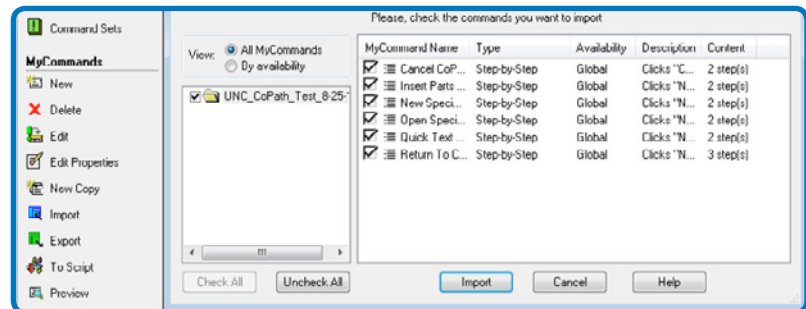 Command Sets
MyCommands
New
Delete
Edit
Edit Properties
New Copy
Import
Export
To Script
Preview
Please, check the commands you want to import
View:
All MyCommands
By availability
UNC_CoPath_Test_8-25-
Check All
Uncheck All
MyCommand Name Type Availability Description Content
Cancel CoP... Step-by-Step Global Clicks "C... 2 step(s)
Insert Parts ... Step-by-Step Global Clicks "N... 2 step(s)
New Speci... Step-by-Step Global Clicks "N... 2 step(s)
Open Speci... Step-by-Step Global Clicks "N... 2 step(s)
Quick Text ... Step-by-Step Global Clicks "N... 2 step(s)
Return To C... Step-by-Step Global Clicks "N... 3 step(s)
Import
Cancel
Help